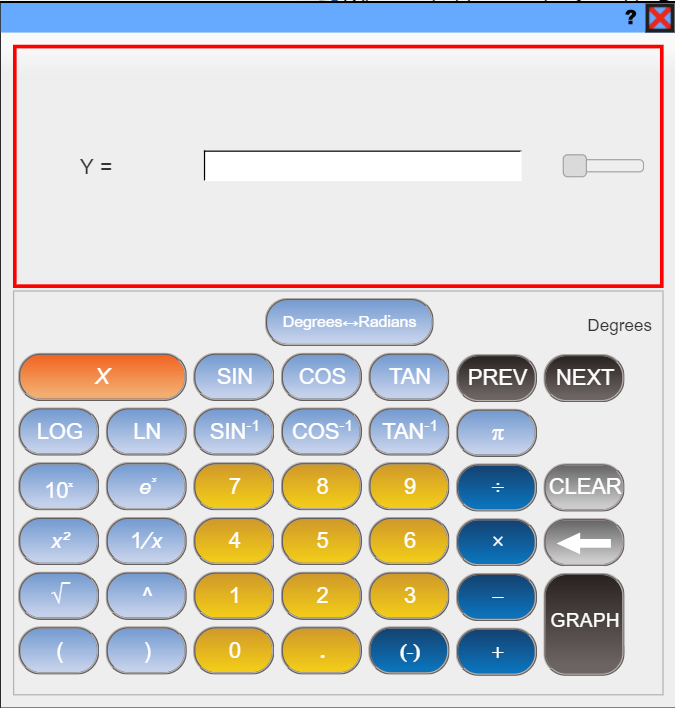 ?
Y =
Degrees↔Radians
Degrees
X SIN COS TAN PREV NEXT
LOG LN SIN⁻¹ COS⁻¹ TAN⁻¹ π
10ˣ eˣ 7 8 9 ÷ CLEAR
x² 1/x 4 5 6 ×
√ ^ 1 2 3 − GRAPH
( ) 0 . (-) +